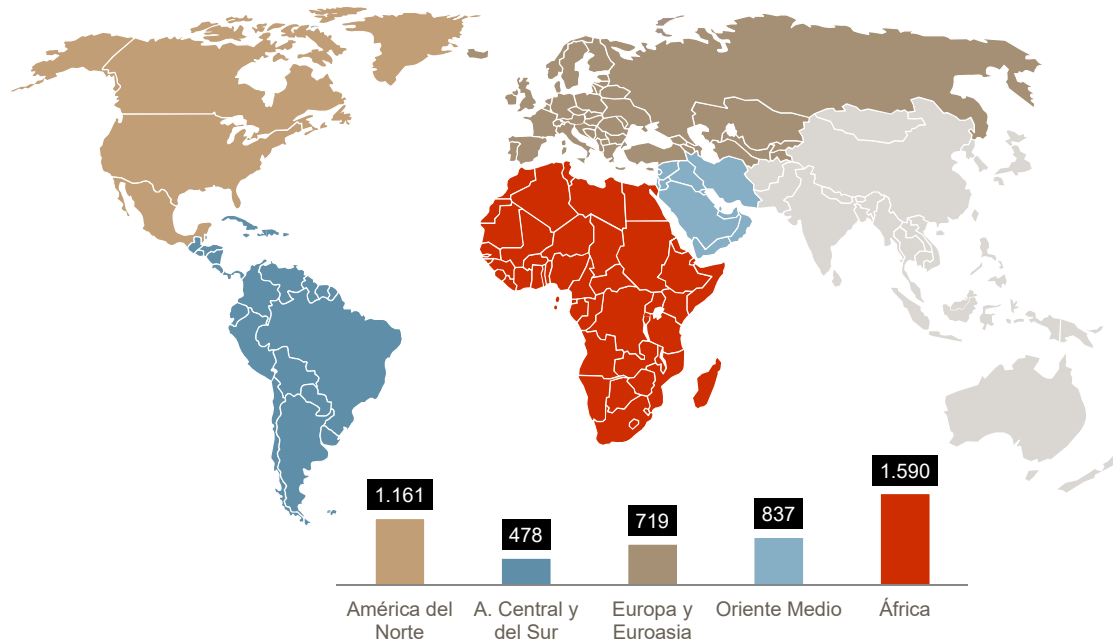 1.161
478
719
837
1.590
América del
Norte
A. Central y
del Sur
Europa y
Euroasia
Oriente Medio
África